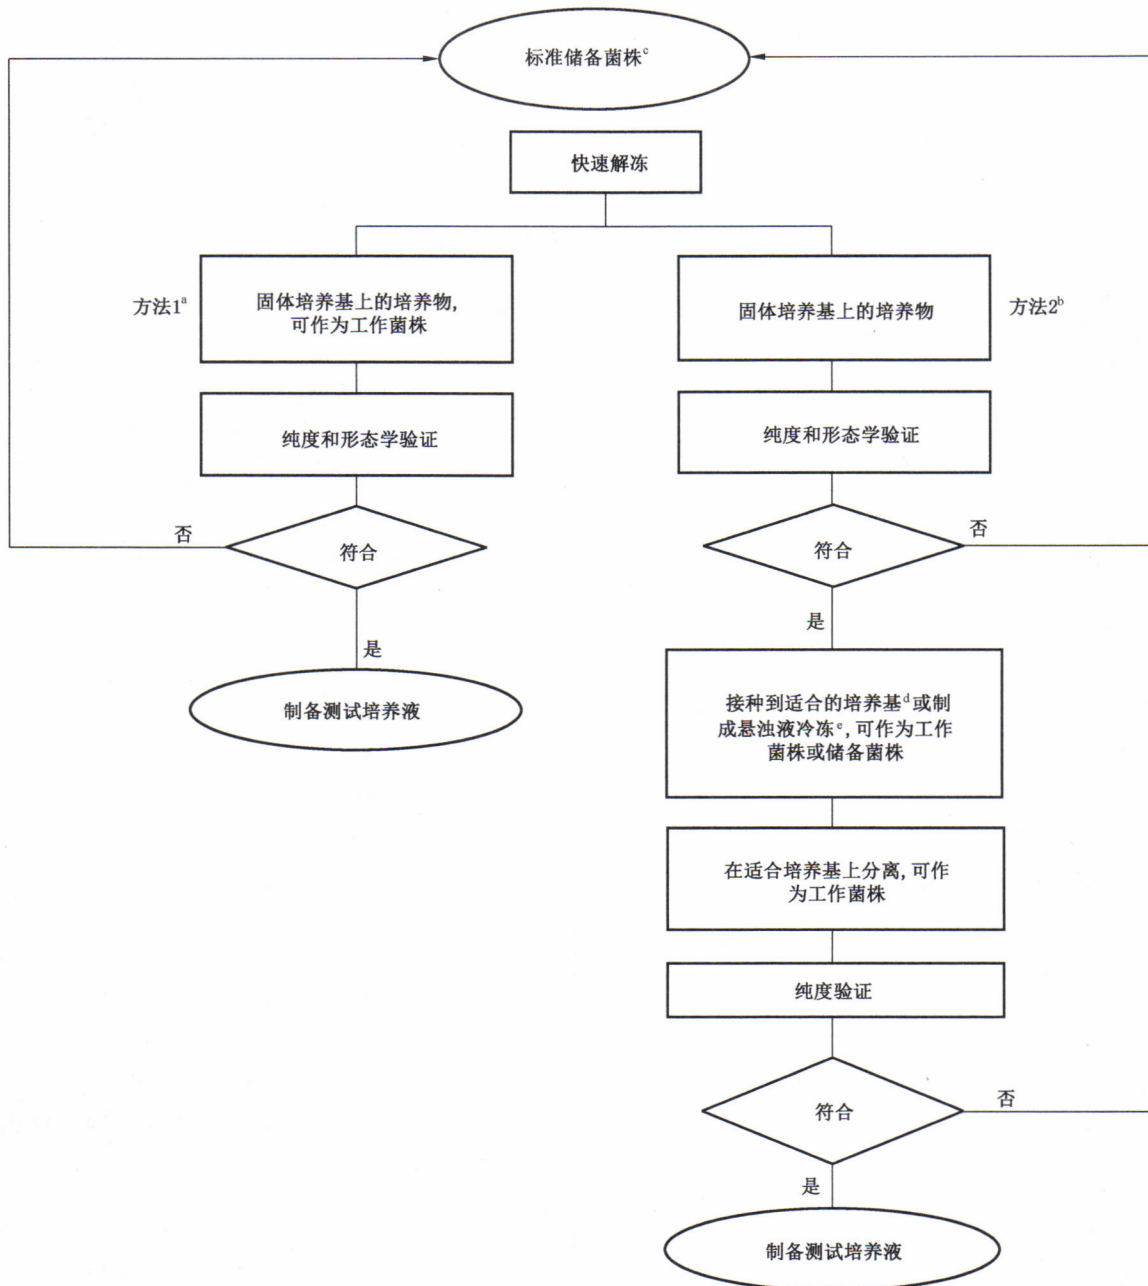 标准储备菌株c
快速解冻
方法1a
固体培养基上的培养物,
可作为工作菌株
固体培养基上的培养物
方法2b
纯度和形态学验证
纯度和形态学验证
否
符合
符合
否
是
是
制备测试培养液
接种到适合的培养基d或制
成悬浊液冷冻e,可作为工作
菌株或储备菌株
在适合培养基上分离,可作
为工作菌株
纯度验证
符合
否
是
制备测试培养液